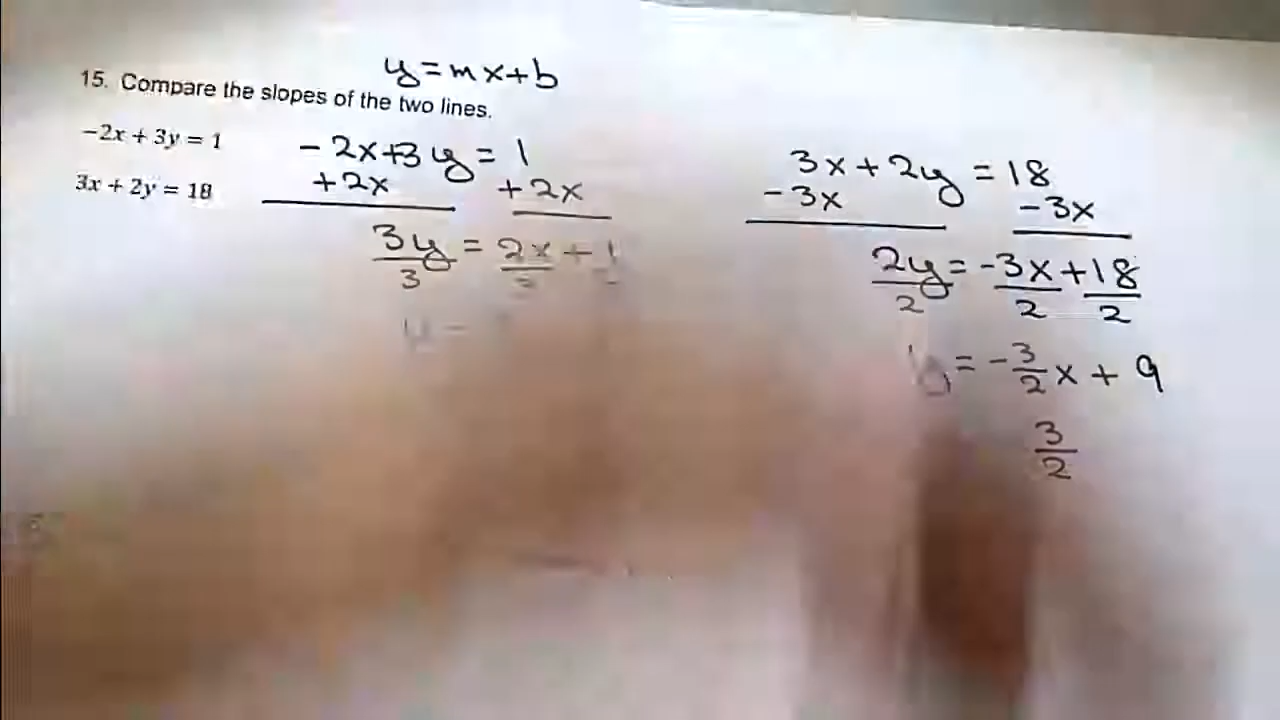 y=mx+b
15. Compare the slopes of the two lines.
-2x + 3y = 1
3x + 2y = 18
- 2x+3y = 1
+2x +2x
3y = 2x + 1
3
3x + 2y = 18
-3x -3x
2y = -3x + 18
2 2 2
y = -3/2 x + 9
3/2